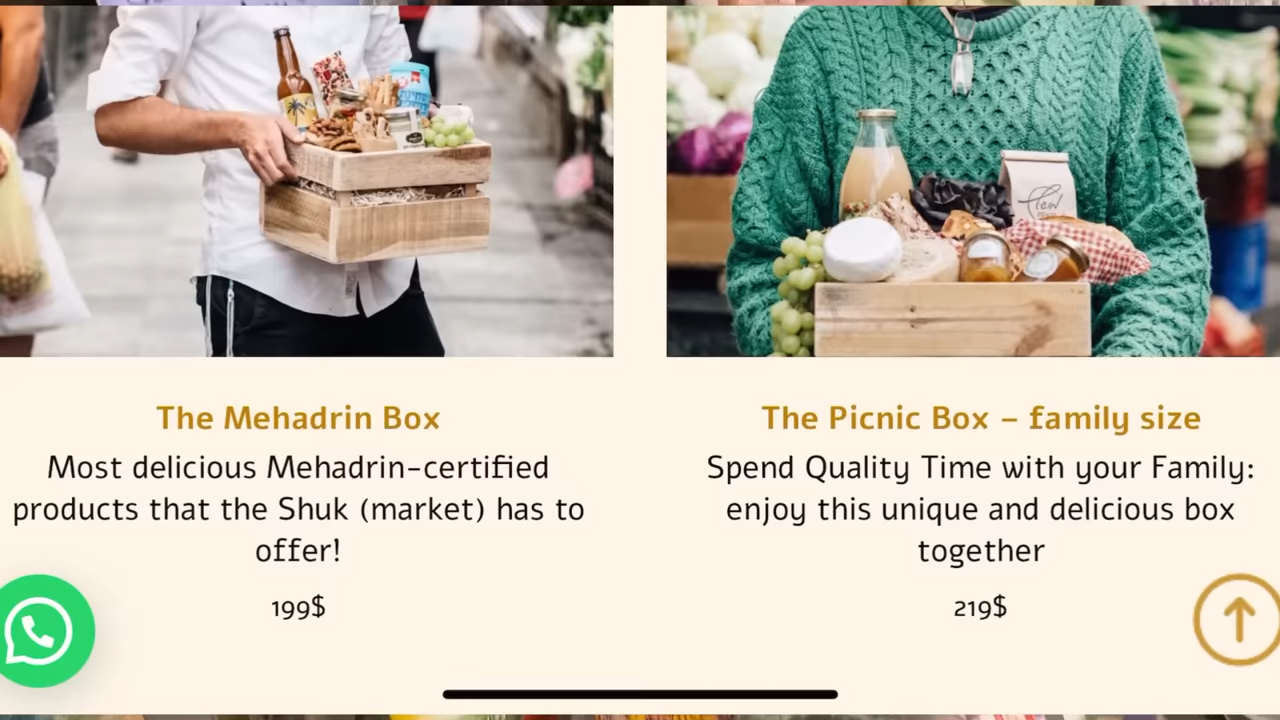 The Mehadrin Box
Most delicious Mehadrin-certified
products that the Shuk (market) has to
offer!
199$
The Picnic Box – family size
Spend Quality Time with your Family:
enjoy this unique and delicious box
together
219$